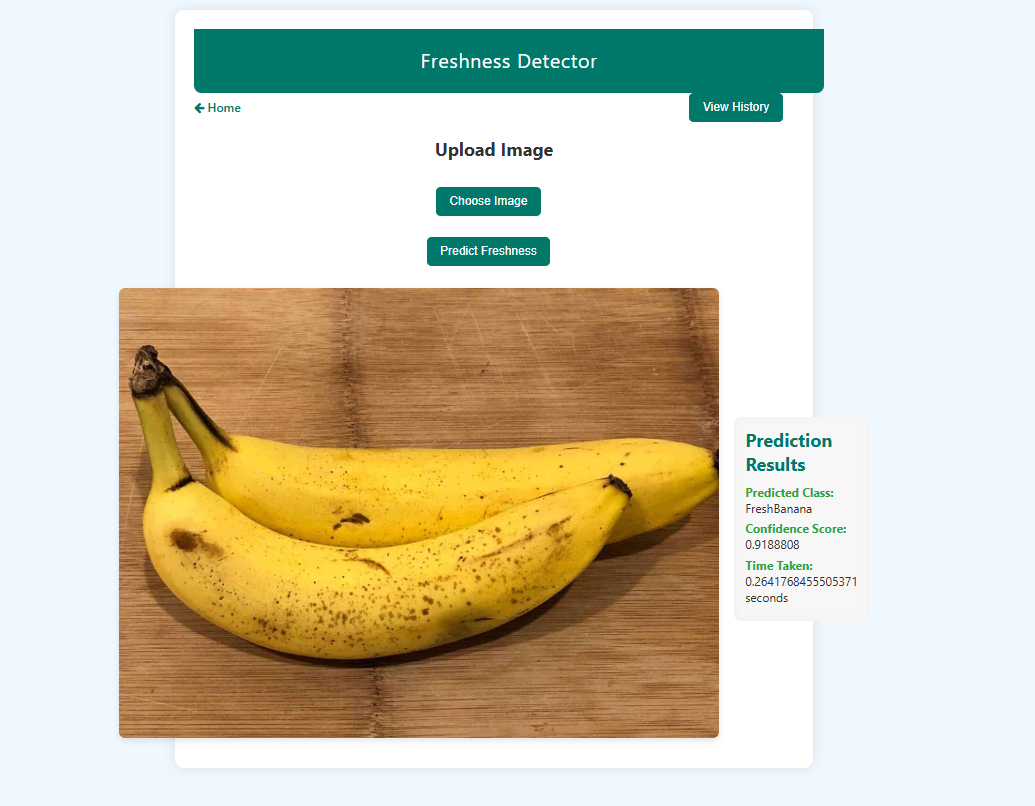 Freshness Detector
Home
View History
Upload Image
Choose Image
Predict Freshness
Prediction
Results
Predicted Class:
FreshBanana
Confidence Score:
0.9188808
Time Taken:
0.2641768455505371
seconds